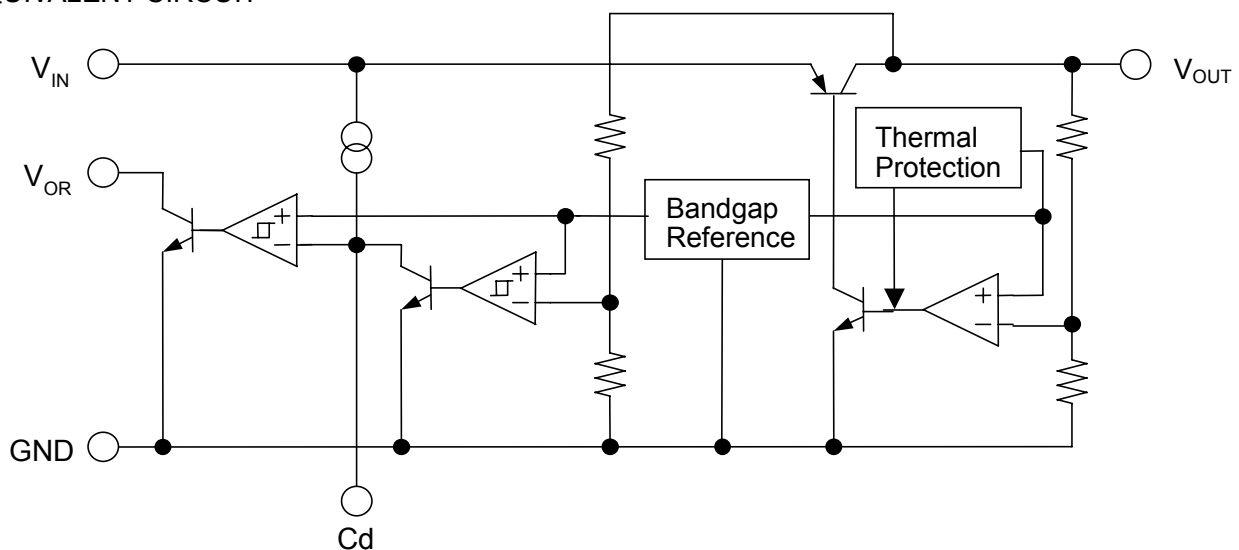 V_IN
V_OUT
Thermal
Protection
V_OR
Bandgap
Reference
+
−
+
−
+
−
GND
Cd